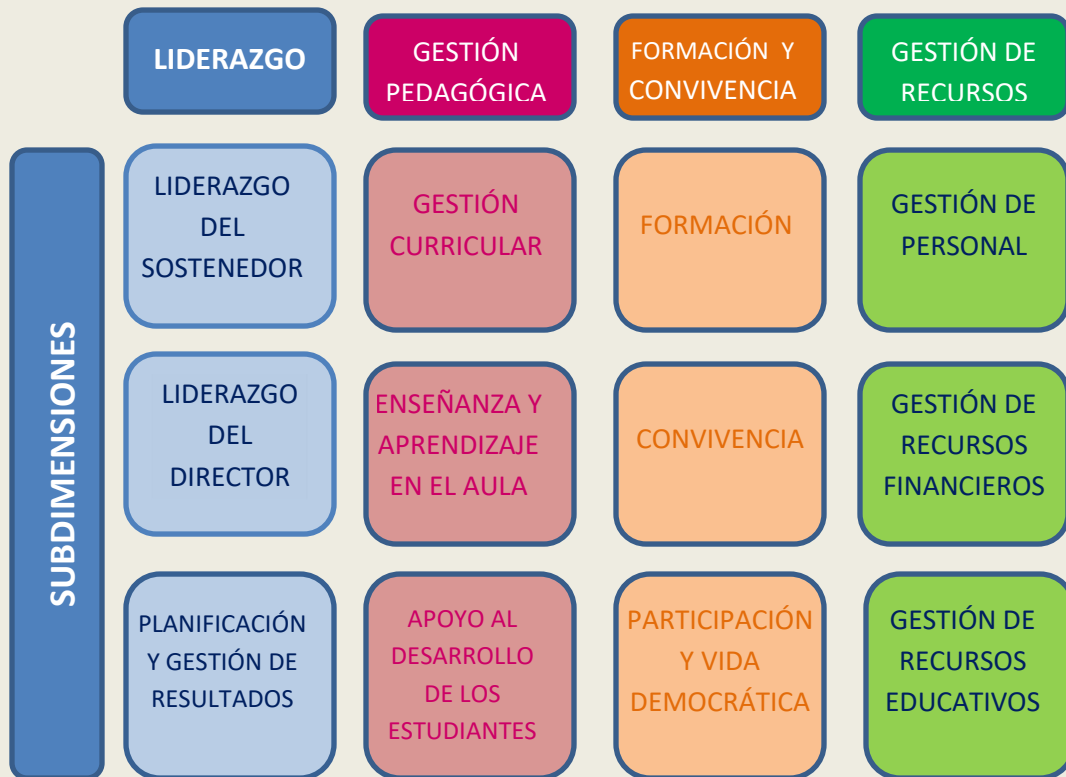 LIDERAZGO
GESTIÓN
PEDAGÓGICA
FORMACIÓN Y
CONVIVENCIA
GESTIÓN DE
RECURSOS
SUBDIMENSIONES
LIDERAZGO
DEL
SOSTENEDOR
GESTIÓN
CURRICULAR
FORMACIÓN
GESTIÓN DE
PERSONAL
LIDERAZGO
DEL
DIRECTOR
ENSEÑANZA Y
APRENDIZAJE
EN EL AULA
CONVIVENCIA
GESTIÓN DE
RECURSOS
FINANCIEROS
PLANIFICACIÓN
Y GESTIÓN DE
RESULTADOS
APOYO AL
DESARROLLO
DE LOS
ESTUDIANTES
PARTICIPACIÓN
Y VIDA
DEMOCRÁTICA
GESTIÓN DE
RECURSOS
EDUCATIVOS